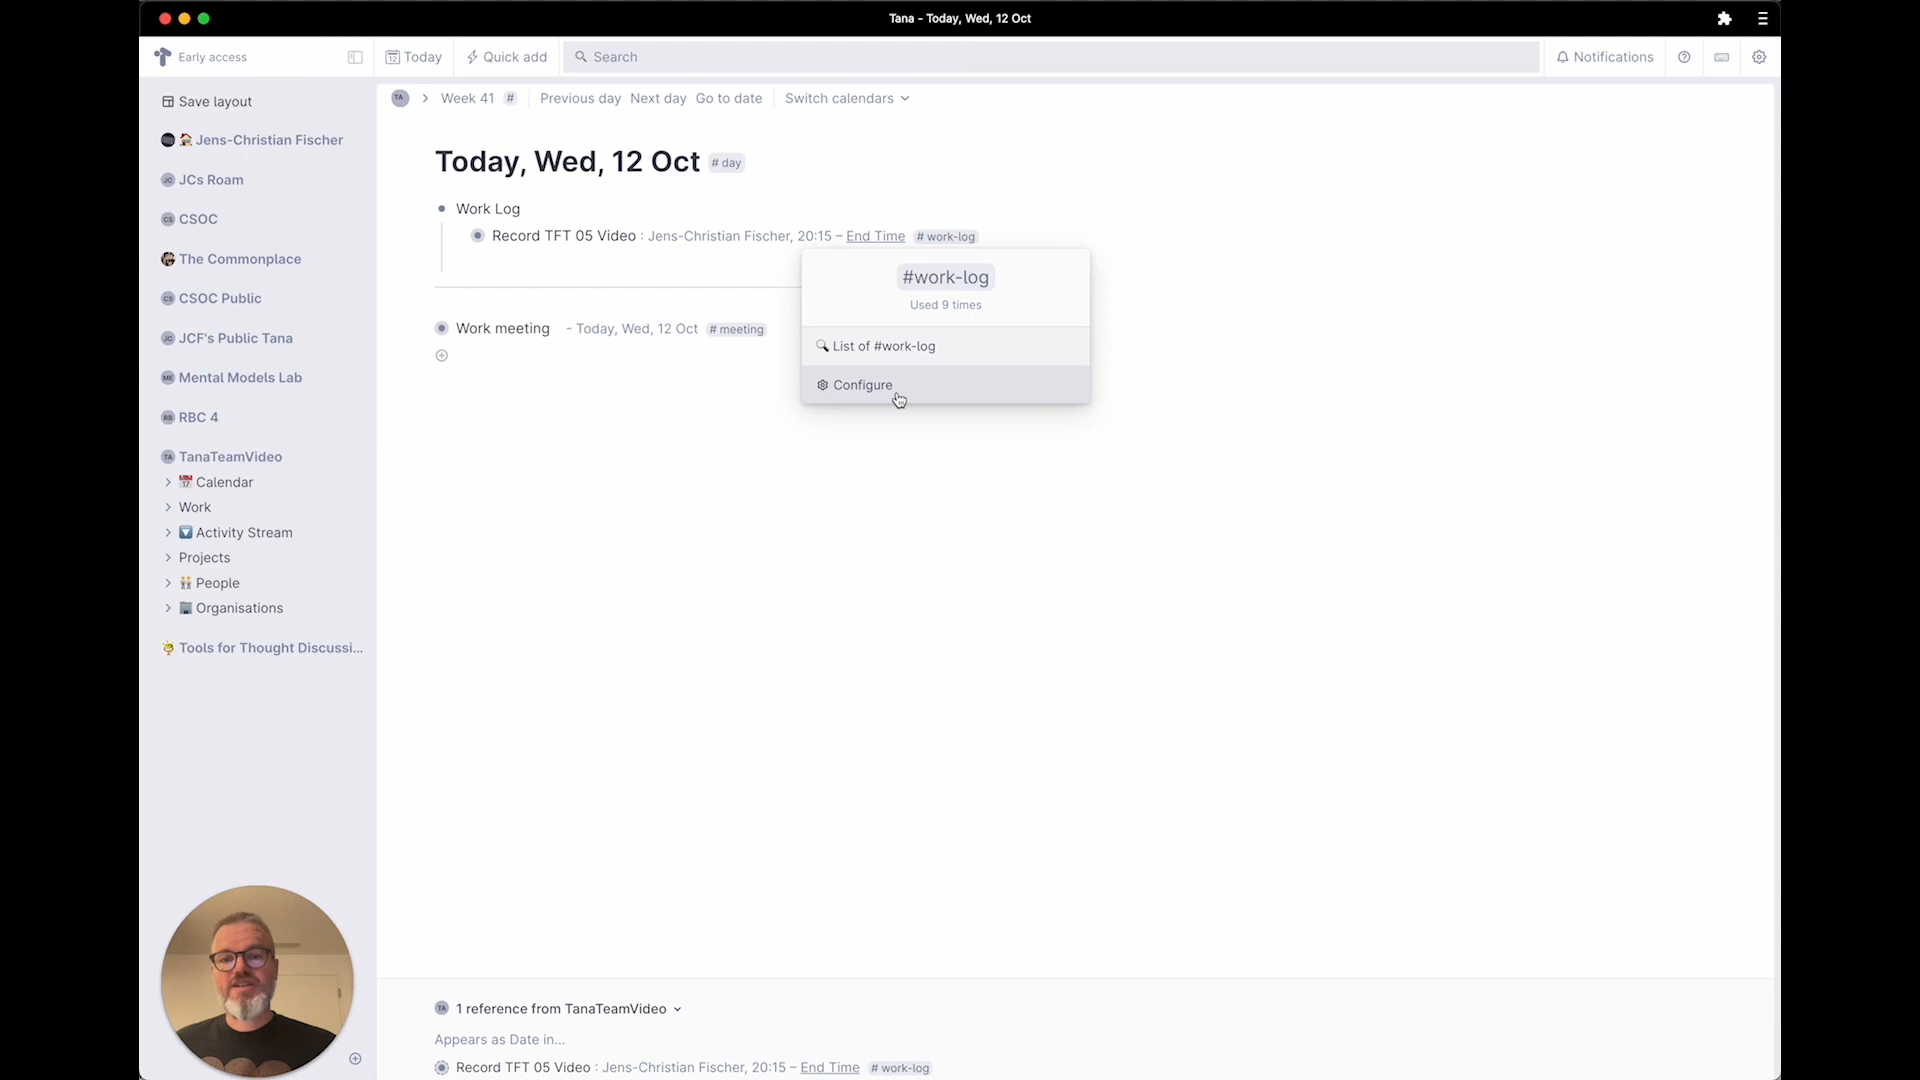 Tana - Today, Wed, 12 Oct
Early access
Today
Quick add
Search
Notifications
Save layout
Jens-Christian Fischer
JCs Roam
CSOC
The Commonplace
CSOC Public
JCF's Public Tana
Mental Models Lab
RBC 4
TanaTeamVideo
Calendar
Work
Activity Stream
Projects
People
Organisations
Tools for Thought Discussi...
TA > Week 41 # Previous day Next day Go to date Switch calendars
Today, Wed, 12 Oct # day
Work Log
Record TFT 05 Video : Jens-Christian Fischer, 20:15 – End Time # work-log
#work-log
Used 9 times
List of #work-log
Configure
Work meeting - Today, Wed, 12 Oct # meeting
1 reference from TanaTeamVideo
Appears as Date in...
Record TFT 05 Video : Jens-Christian Fischer, 20:15 – End Time # work-log